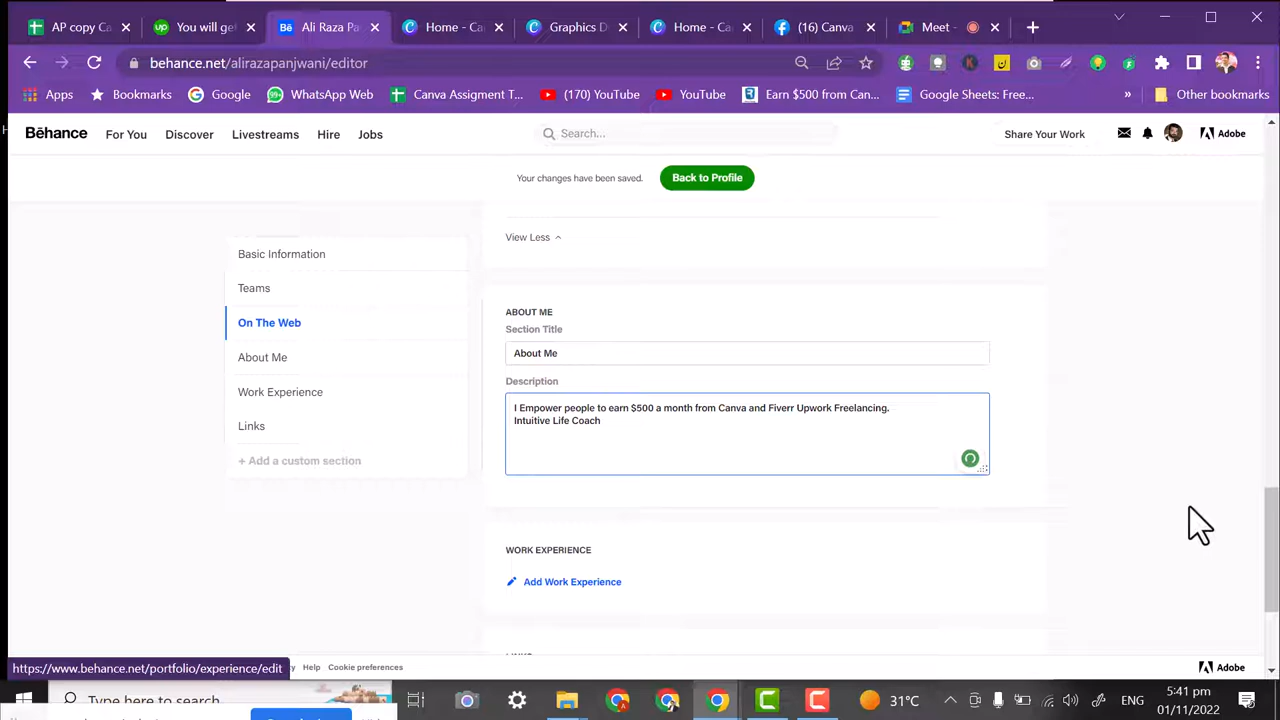 AP copy Ca
You will ge
Ali Raza Pa
Home - Ca
Graphics D
Home - Ca
(16) Canva
Meet -
behance.net/alirazapanjwani/editor
Apps
Bookmarks
Google
WhatsApp Web
Canva Assigment T...
(170) YouTube
YouTube
Earn $500 from Can...
Google Sheets: Free...
»
Other bookmarks
Bēhance
For You
Discover
Livestreams
Hire
Jobs
Search...
Share Your Work
Adobe
Your changes have been saved.
Back to Profile
View Less
Basic Information
Teams
On The Web
About Me
Work Experience
Links
+ Add a custom section
ABOUT ME
Section Title
About Me
Description
I Empower people to earn $500 a month from Canva and Fiverr Upwork Freelancing.
Intuitive Life Coach
WORK EXPERIENCE
Add Work Experience
https://www.behance.net/portfolio/experience/edit
Help
Cookie preferences
Adobe
Type here to search
31°C
ENG
5:41 pm
01/11/2022